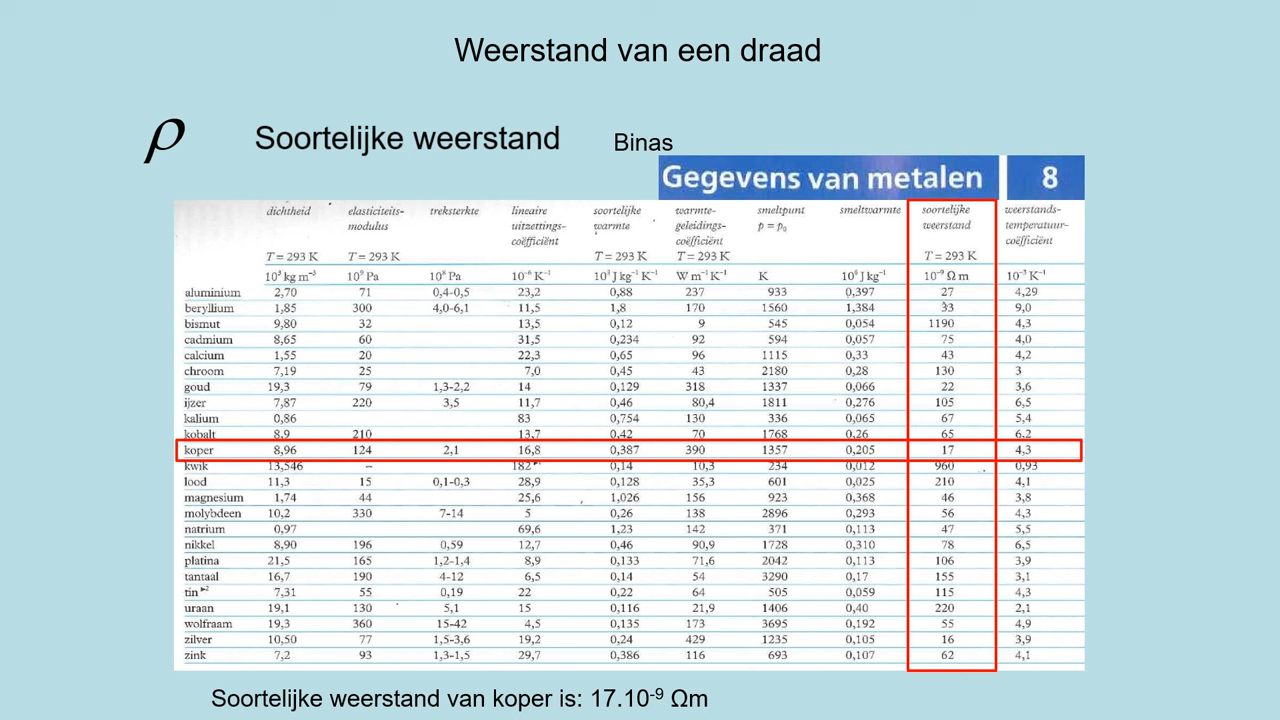 Weerstand van een draad
ρ Soortelijke weerstand Binas
Gegevens van metalen 8
dichtheid elasticiteits- treksterkte lineaire soortelijke warmte- smeltpunt smeltwarmte soortelijke weerstands-
modulus uitzettings- warmte geleidings- p = p₀ weerstand temperatuur-
coëfficiënt coëfficiënt coëfficiënt
T = 293 K T = 293 K T = 293 K T = 293 K T = 293 K
10³ kg m⁻³ 10⁹ Pa 10⁸ Pa 10⁻⁶ K⁻¹ 10³ J kg⁻¹ K⁻¹ W m⁻¹ K⁻¹ K 10⁶ J kg⁻¹ 10⁻⁹ Ω m 10⁻³ K⁻¹
aluminium 2,70 71 0,4-0,5 23,2 0,88 237 933 0,397 27 4,29
beryllium 1,85 300 4,0-6,1 11,5 1,8 170 1560 1,384 33 9,0
bismut 9,80 32 13,5 0,12 9 545 0,054 1190 4,3
cadmium 8,65 60 31,5 0,234 92 594 0,057 75 4,0
calcium 1,55 20 22,3 0,65 96 1115 0,33 43 4,2
chroom 7,19 25 7,0 0,45 43 2180 0,28 130 3
goud 19,3 79 1,3-2,2 14 0,129 318 1337 0,066 22 3,6
ijzer 7,87 220 3,5 11,7 0,46 80,4 1811 0,276 105 6,5
kalium 0,86 83 0,754 130 336 0,065 67 5,4
kobalt 8,9 210 13,7 0,42 70 1768 0,26 65 6,2
koper 8,96 124 2,1 16,8 0,387 390 1357 0,205 17 4,3
kwik 13,546 – 182 ▸¹ 0,14 10,3 234 0,012 960 0,93
lood 11,3 15 0,1-0,3 28,9 0,128 35,3 601 0,025 210 4,1
magnesium 1,74 44 25,6 1,026 156 923 0,368 46 3,8
molybdeen 10,2 330 7-14 5 0,26 138 2896 0,293 56 4,3
natrium 0,97 69,6 1,23 142 371 0,113 47 5,5
nikkel 8,90 196 0,59 12,7 0,46 90,9 1728 0,310 78 6,5
platina 21,5 165 1,2-1,4 8,9 0,133 71,6 2042 0,113 106 3,9
tantaal 16,7 190 4-12 6,5 0,14 54 3290 0,17 155 3,1
tin ▸² 7,31 55 0,19 22 0,22 64 505 0,059 115 4,3
uraan 19,1 130 5,1 15 0,116 21,9 1406 0,40 220 2,1
wolfraam 19,3 360 15-42 4,5 0,135 173 3695 0,192 55 4,9
zilver 10,50 77 1,5-3,6 19,2 0,24 429 1235 0,105 16 3,9
zink 7,2 93 1,3-1,5 29,7 0,386 116 693 0,107 62 4,1
Soortelijke weerstand van koper is: 17.10⁻⁹ Ωm